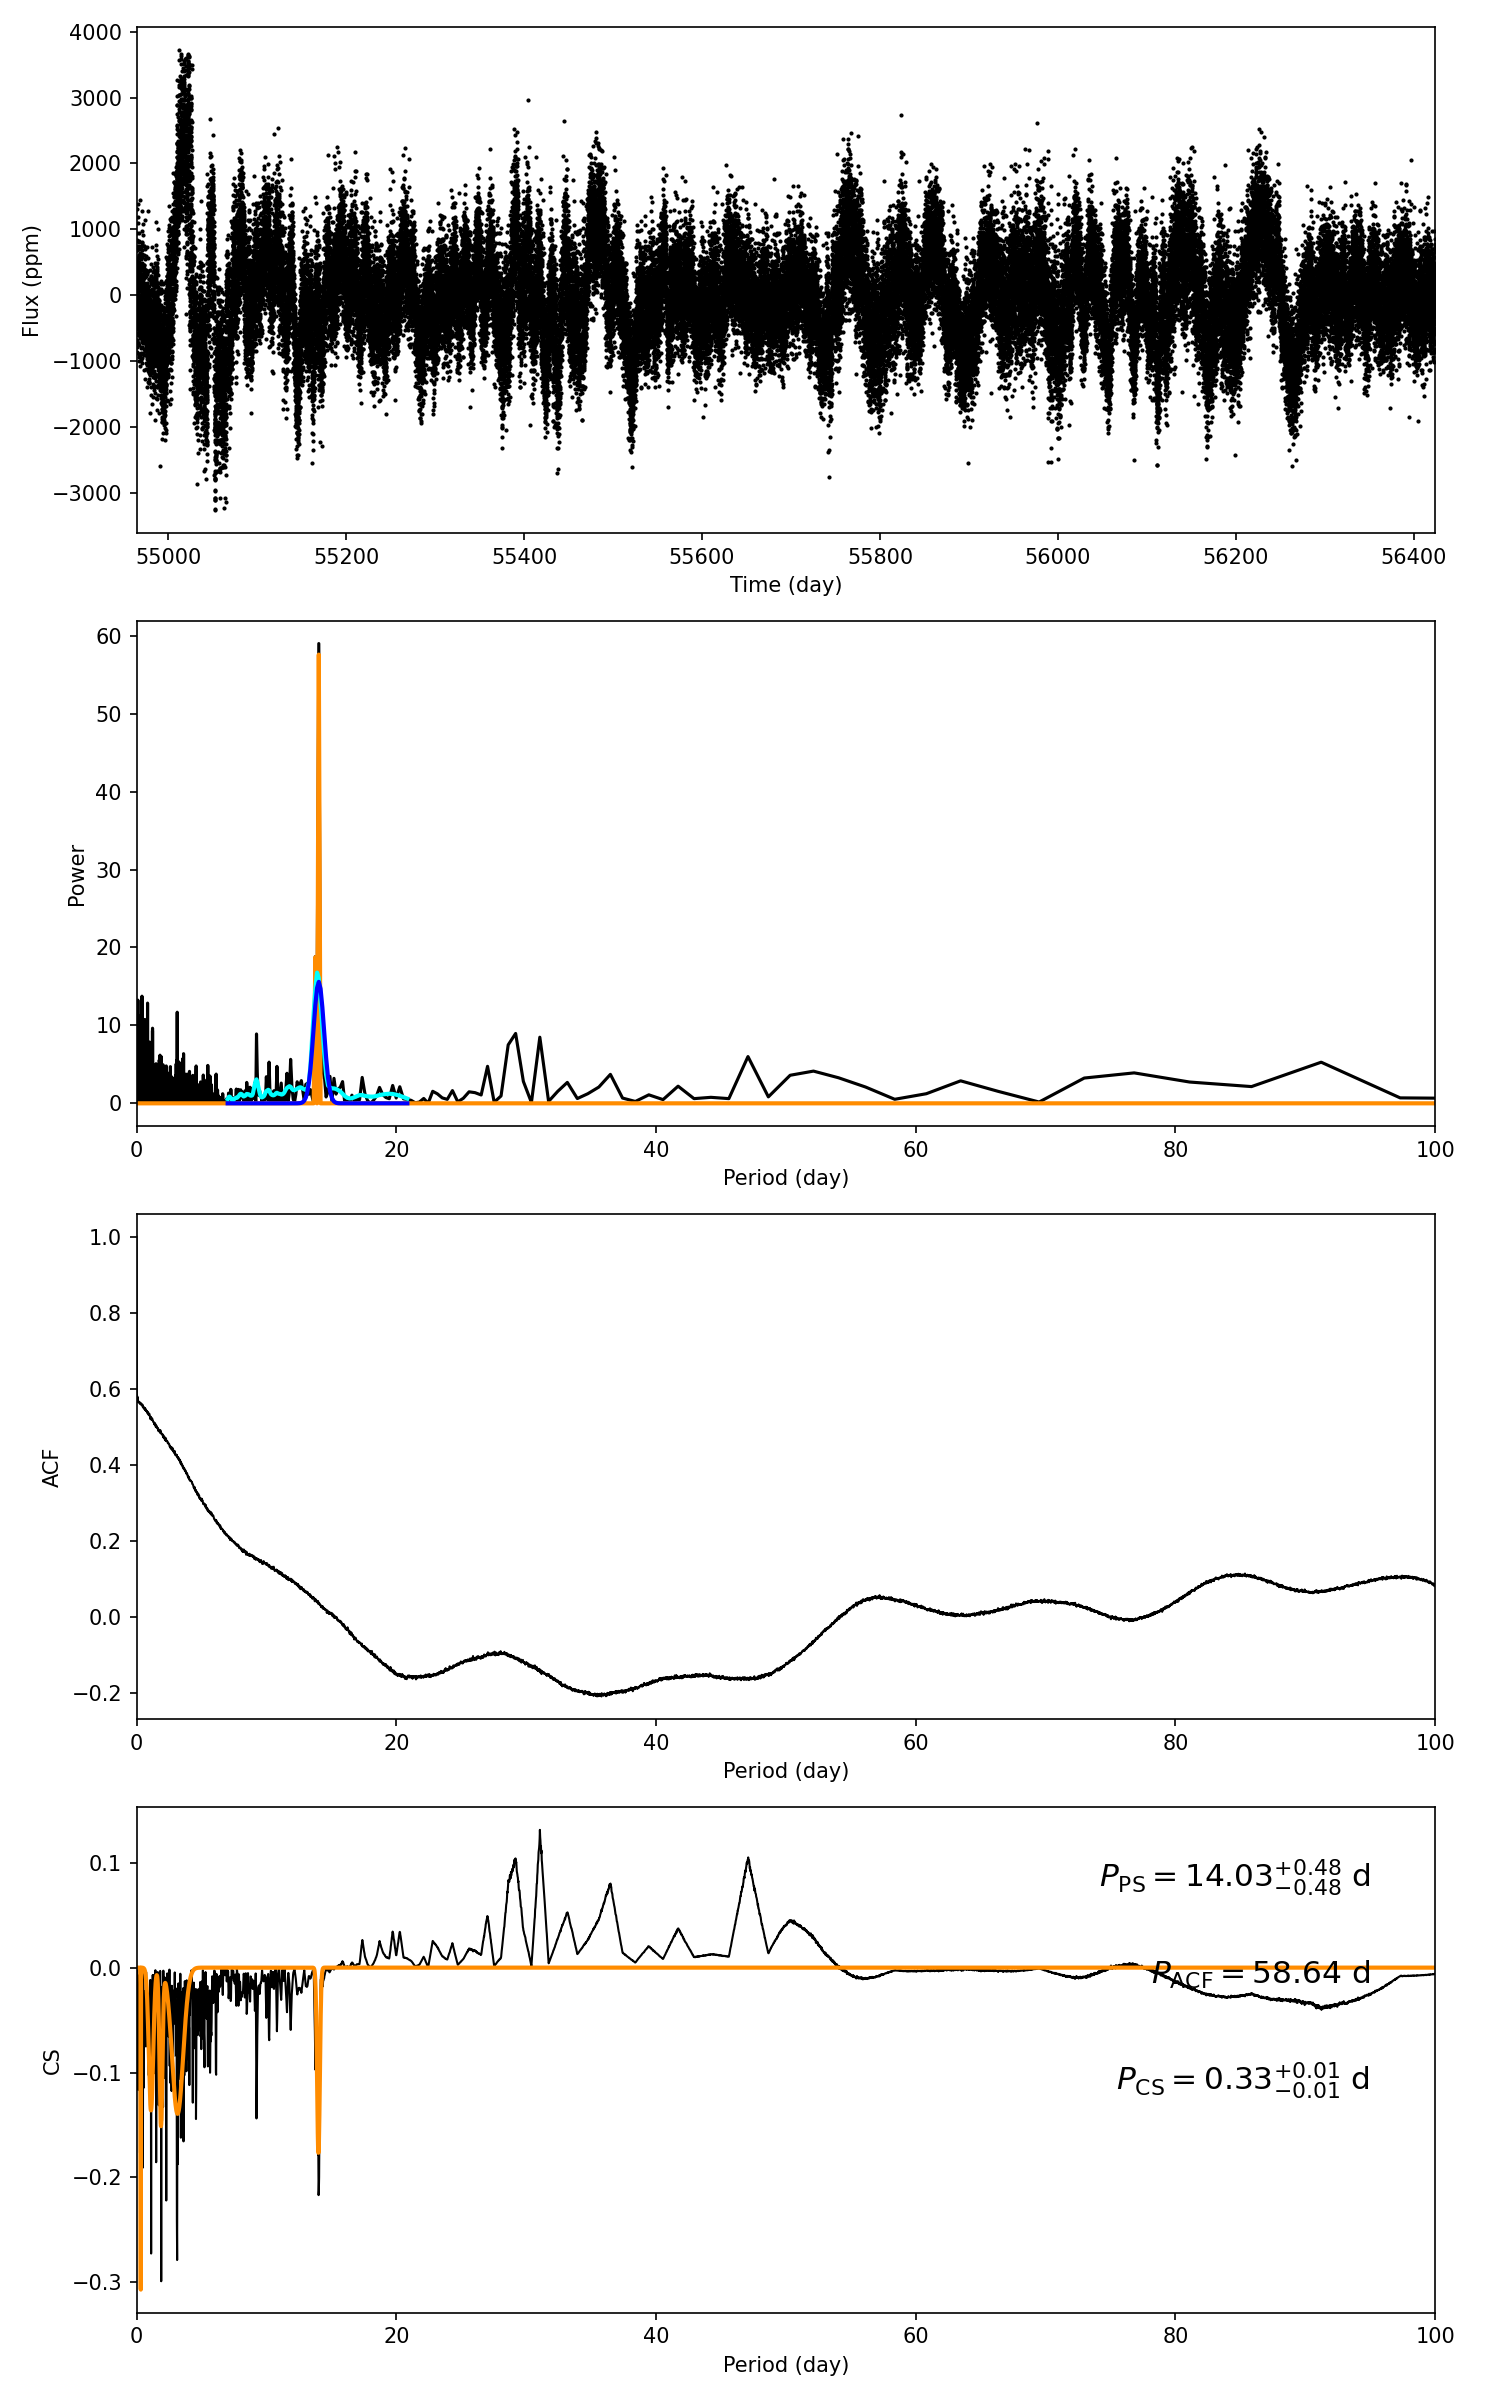 4000
3000
2000
1000
0
−1000
−2000
−3000
Flux (ppm)
55000 55200 55400 55600 55800 56000 56200 56400
Time (day)
60
50
40
30
20
10
0
Power
0 20 40 60 80 100
Period (day)
1.0
0.8
0.6
0.4
0.2
0.0
−0.2
ACF
0 20 40 60 80 100
Period (day)
0.1
0.0
−0.1
−0.2
−0.3
CS
P_PS = 14.03^{+0.48}_{−0.48} d
P_ACF = 58.64 d
P_CS = 0.33^{+0.01}_{−0.01} d
0 20 40 60 80 100
Period (day)